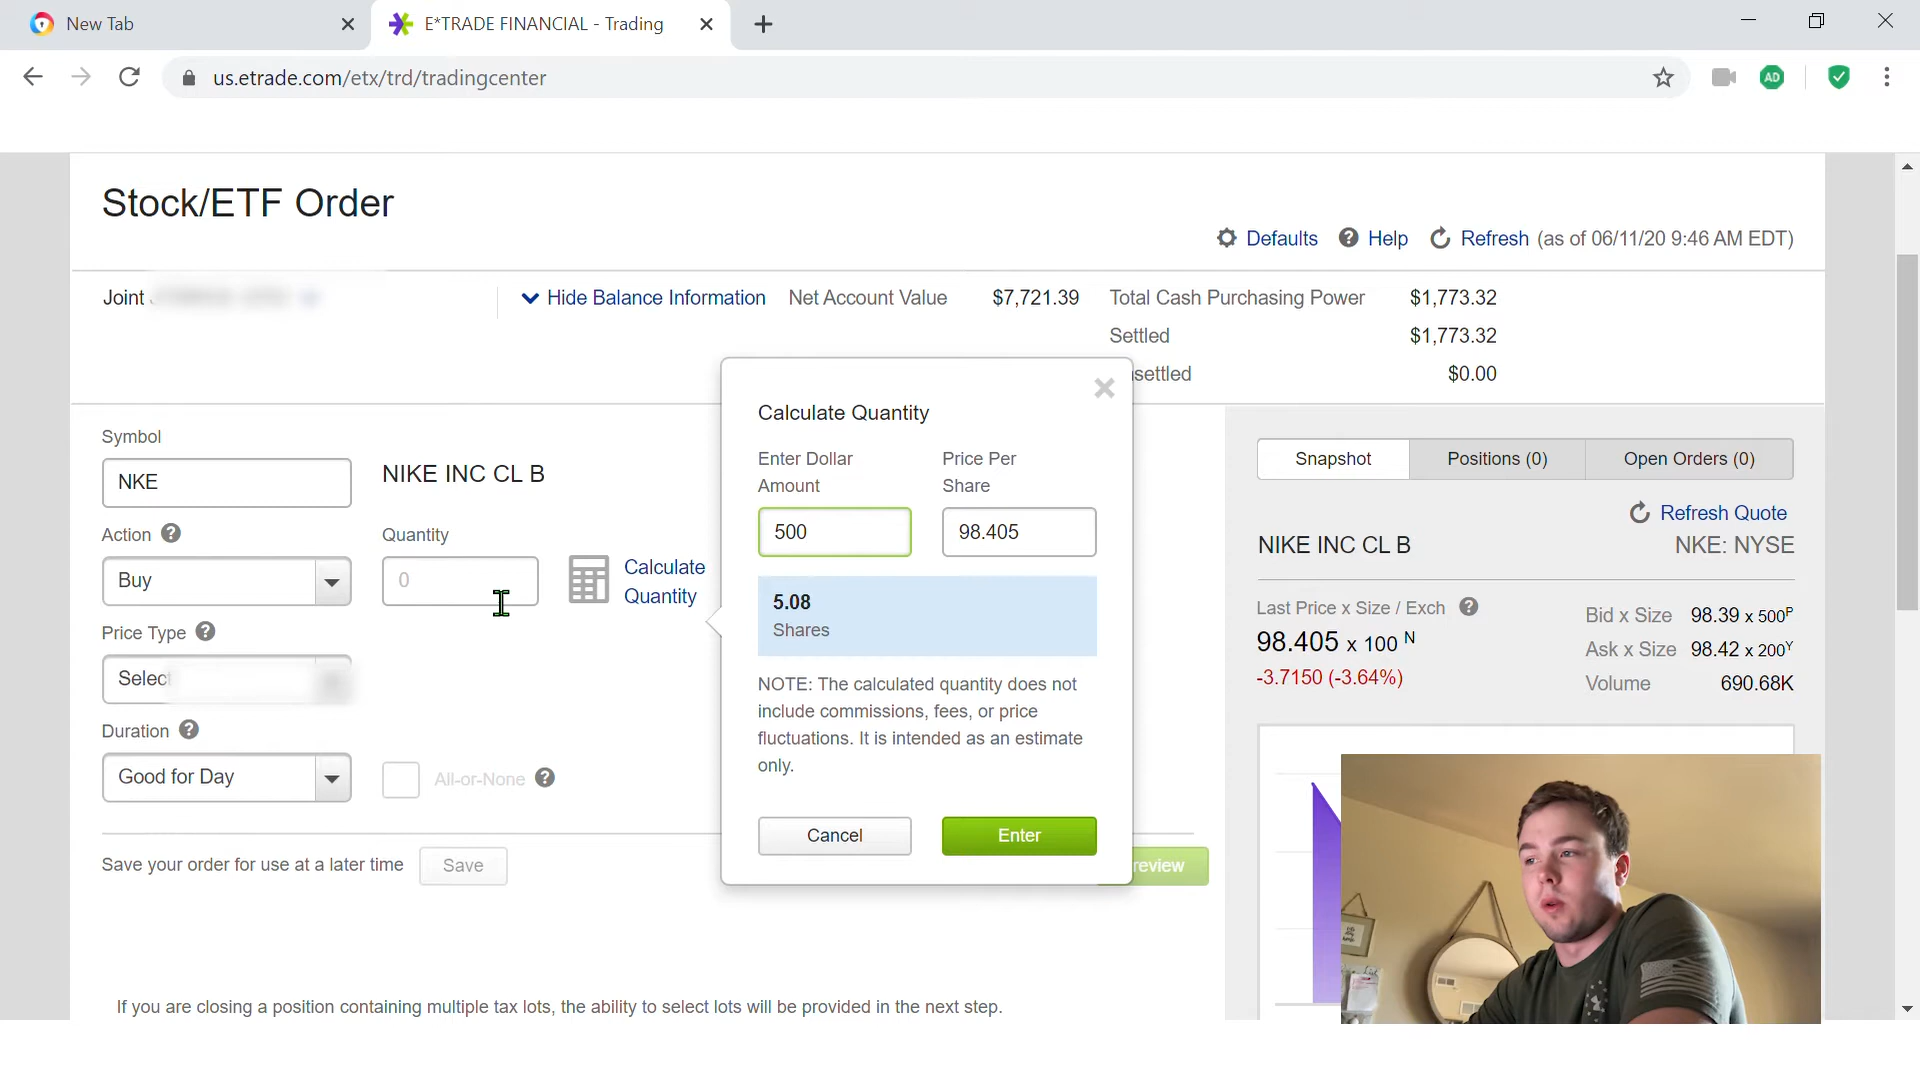 New Tab
E*TRADE FINANCIAL - Trading
us.etrade.com/etx/trd/tradingcenter
AD
Stock/ETF Order
Defaults Help Refresh (as of 06/11/20 9:46 AM EDT)
Joint
Hide Balance Information Net Account Value $7,721.39 Total Cash Purchasing Power $1,773.32
Settled $1,773.32
settled $0.00
Symbol
NKE
NIKE INC CL B
Action
Buy
Quantity
0
Calculate
Quantity
Price Type
Select
Duration
Good for Day
All-or-None
Save your order for use at a later time Save
review
Calculate Quantity
Enter Dollar
Amount
Price Per
Share
500
98.405
5.08
Shares
NOTE: The calculated quantity does not
include commissions, fees, or price
fluctuations. It is intended as an estimate
only.
Cancel Enter
Snapshot Positions (0) Open Orders (0)
Refresh Quote
NIKE INC CL B NKE: NYSE
Last Price x Size / Exch
98.405 x 100 N
-3.7150 (-3.64%)
Bid x Size 98.39 x 500P
Ask x Size 98.42 x 200Y
Volume 690.68K
If you are closing a position containing multiple tax lots, the ability to select lots will be provided in the next step.